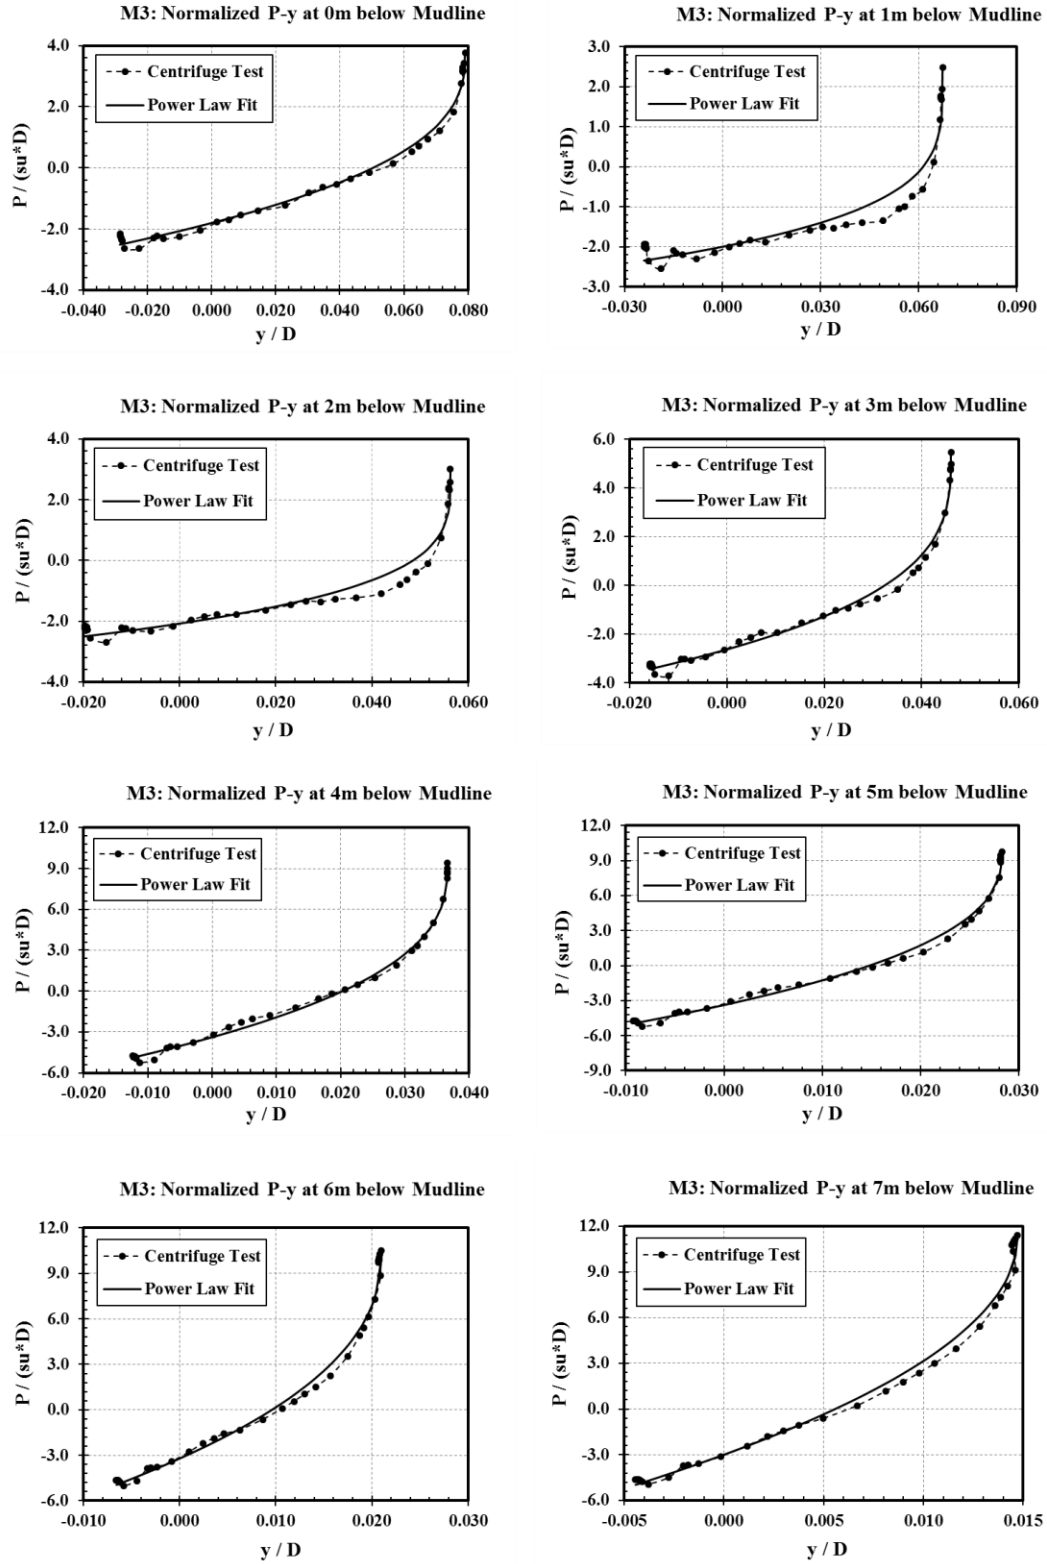 M3: Normalized P-y at 0m below Mudline
4.0
2.0
0.0
-2.0
-4.0
P / (su*D)
Centrifuge Test
Power Law Fit
-0.040 -0.020 0.000 0.020 0.040 0.060 0.080
y / D
M3: Normalized P-y at 1m below Mudline
3.0
2.0
1.0
0.0
-1.0
-2.0
-3.0
P / (su*D)
Centrifuge Test
Power Law Fit
-0.030 0.000 0.030 0.060 0.090
y / D
M3: Normalized P-y at 2m below Mudline
4.0
2.0
0.0
-2.0
-4.0
P / (su*D)
Centrifuge Test
Power Law Fit
-0.020 0.000 0.020 0.040 0.060
y / D
M3: Normalized P-y at 3m below Mudline
6.0
4.0
2.0
0.0
-2.0
-4.0
P / (su*D)
Centrifuge Test
Power Law Fit
-0.020 0.000 0.020 0.040 0.060
y / D
M3: Normalized P-y at 4m below Mudline
12.0
9.0
6.0
3.0
0.0
-3.0
-6.0
P / (su*D)
Centrifuge Test
Power Law Fit
-0.020 -0.010 0.000 0.010 0.020 0.030 0.040
y / D
M3: Normalized P-y at 5m below Mudline
12.0
9.0
6.0
3.0
0.0
-3.0
-6.0
-9.0
P / (su*D)
Centrifuge Test
Power Law Fit
-0.010 0.000 0.010 0.020 0.030
y / D
M3: Normalized P-y at 6m below Mudline
12.0
9.0
6.0
3.0
0.0
-3.0
-6.0
P / (su*D)
Centrifuge Test
Power Law Fit
-0.010 0.000 0.010 0.020 0.030
y / D
M3: Normalized P-y at 7m below Mudline
12.0
9.0
6.0
3.0
0.0
-3.0
-6.0
P / (su*D)
Centrifuge Test
Power Law Fit
-0.005 0.000 0.005 0.010 0.015
y / D